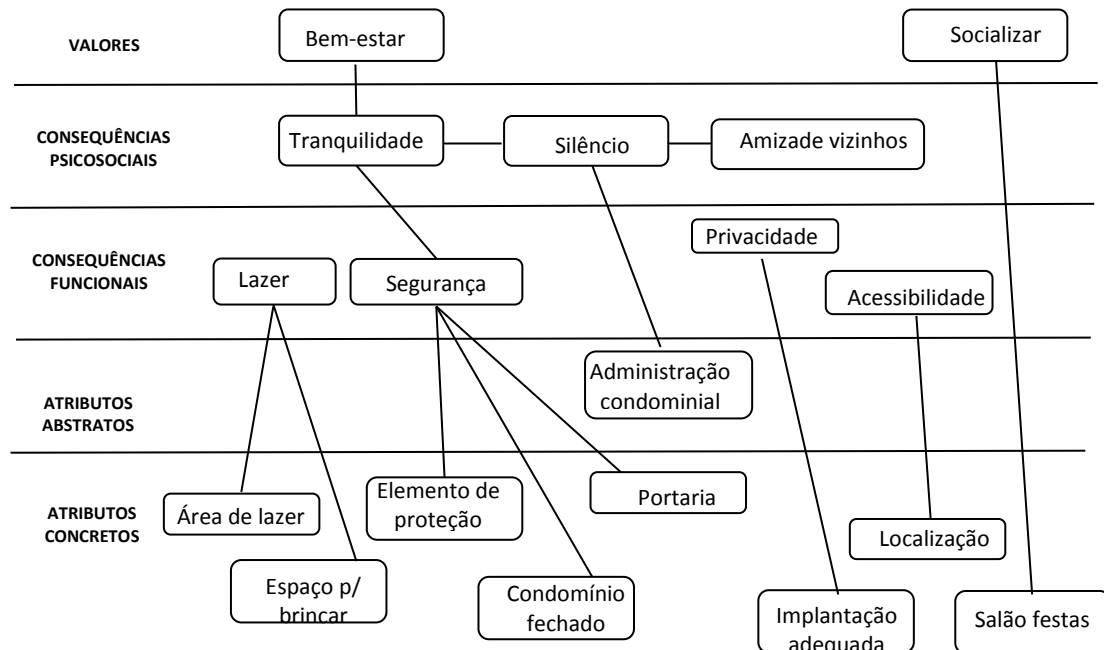 VALORES
Bem-estar
Socializar
CONSEQUÊNCIAS
PSICOSOCIAIS
Tranquilidade
Silêncio
Amizade vizinhos
CONSEQUÊNCIAS
FUNCIONAIS
Lazer
Segurança
Privacidade
Acessibilidade
ATRIBUTOS
ABSTRATOS
Administração
condominial
ATRIBUTOS
CONCRETOS
Área de lazer
Elemento de
proteção
Portaria
Localização
Espaço p/
brincar
Condomínio
fechado
Implantação
adequada
Salão festas